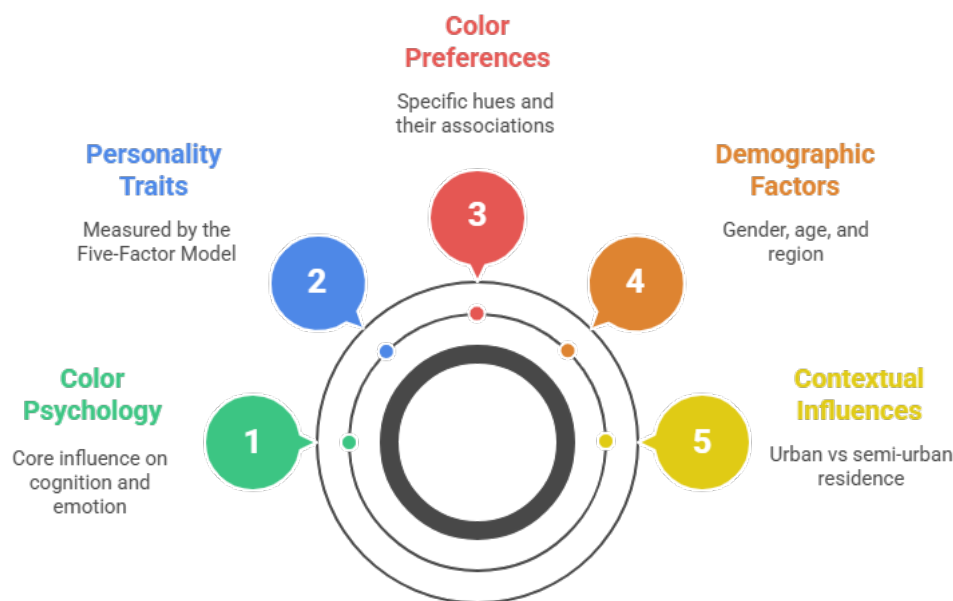 Color
Preferences
Specific hues and
their associations
Personality
Traits
Measured by the
Five-Factor Model
Demographic
Factors
Gender, age, and
region
3
2
4
Color
Psychology
Core influence on
cognition and
emotion
1
5
Contextual
Influences
Urban vs semi-urban
residence